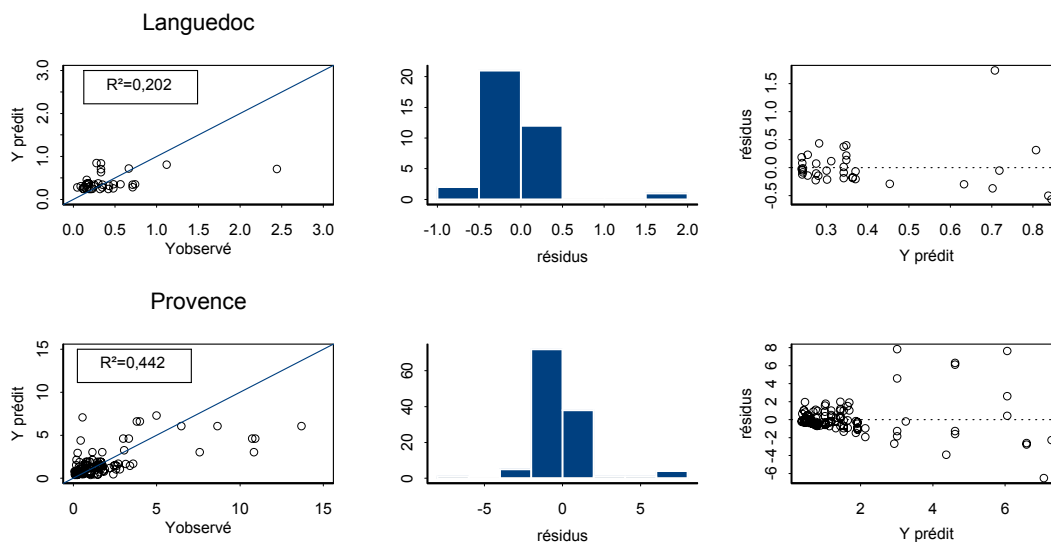 Languedoc
R²=0,202
Y prédit
0.0 1.0 2.0 3.0
0.0 0.5 1.0 1.5 2.0 2.5 3.0
Yobservé
0 5 10 15 20
-1.0 -0.5 0.0 0.5 1.0 1.5 2.0
résidus
résidus
-0.5 0.0 0.5 1.0 1.5
0.3 0.4 0.5 0.6 0.7 0.8
Y prédit
Provence
R²=0,442
Y prédit
0 5 10 15
0 5 10 15
Yobservé
0 20 40 60
-5 0 5
résidus
résidus
-6 -4 -2 0 2 4 6 8
2 4 6
Y prédit